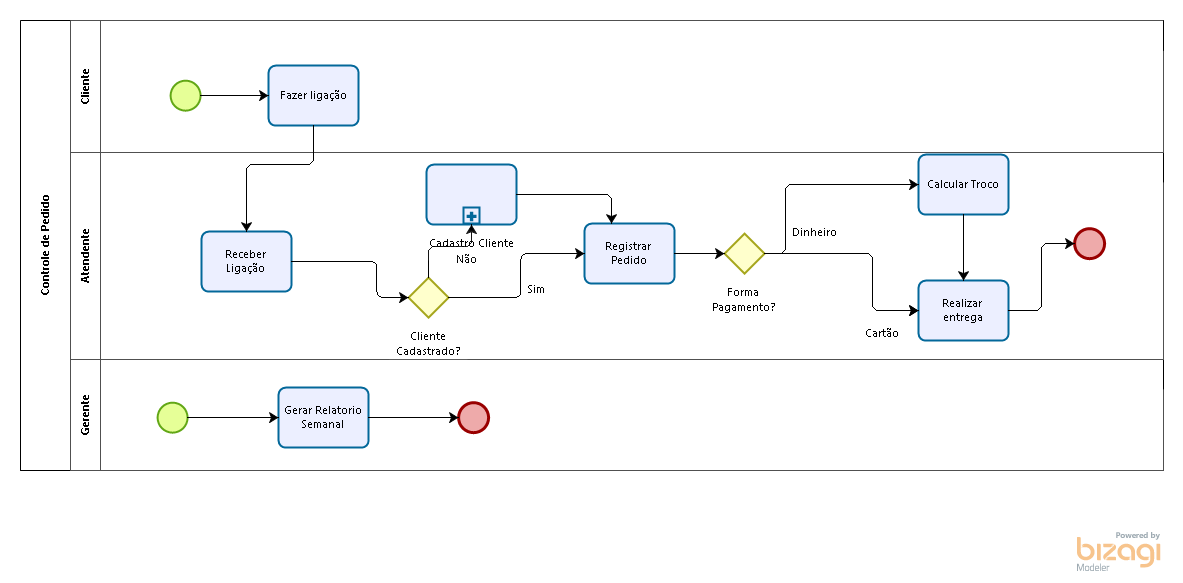 Controle de Pedido
Cliente
Fazer ligação
Atendente
Receber
Ligação
Cliente
Cadastrado?
Não
Cadastro Cliente
Sim
Registrar
Pedido
Forma
Pagamento?
Dinheiro
Calcular Troco
Cartão
Realizar
entrega
Gerente
Gerar Relatorio
Semanal
Powered by
bizagi
Modeler